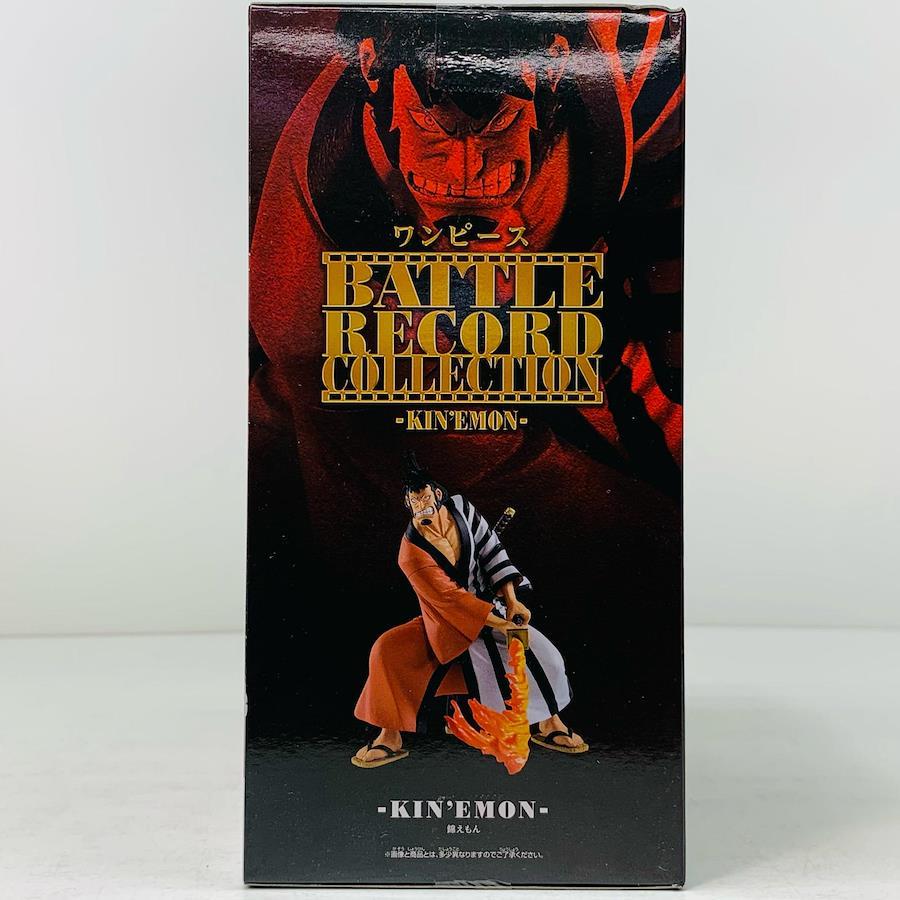 ワンピース
BATTLE
RECORD
COLLECTION
-KIN'EMON-
-KIN'EMON-
錦えもん
※画像と商品とは、多少異なりますのでご了承ください。